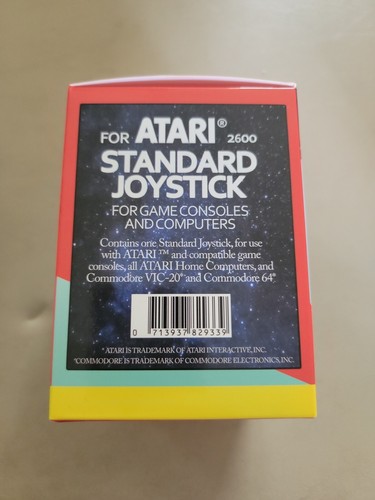 FOR ATARI® 2600
STANDARD
JOYSTICK
FOR GAME CONSOLES
AND COMPUTERS
Contains one Standard Joystick, for use
with ATARI™ and compatible game
consoles, all ATARI Home Computers, and
Commodore VIC-20* and Commodore 64*
0 713937 829339
* ATARI IS TRADEMARK OF ATARI INTERACTIVE, INC.
*COMMODORE IS TRADEMARK OF COMMODORE ELECTRONICS, INC.